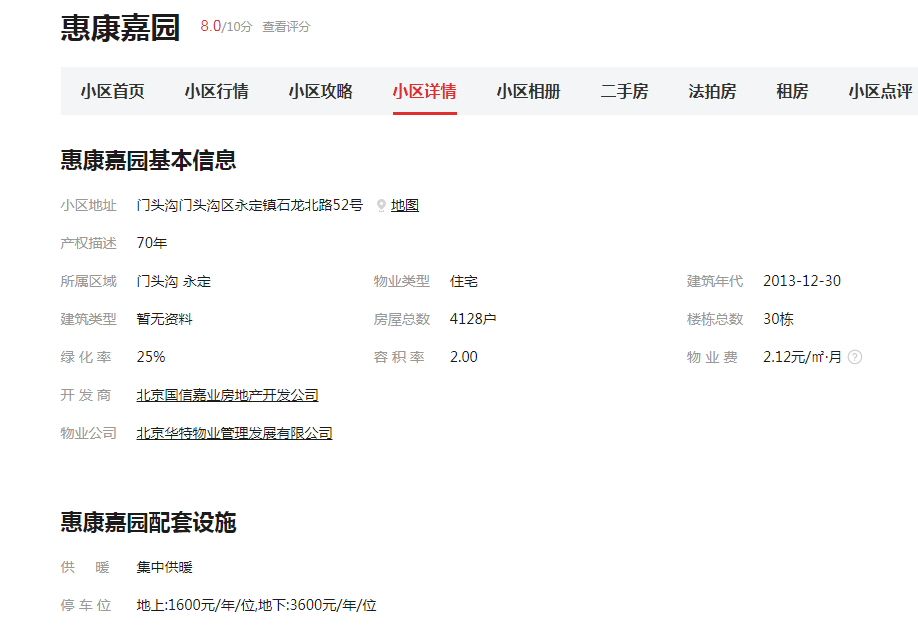 惠康嘉园 8.0/10分 查看评分
小区首页 小区行情 小区攻略 小区详情 小区相册 二手房 法拍房 租房 小区点评
惠康嘉园基本信息
小区地址 门头沟门头沟区永定镇石龙北路52号 地图
产权描述 70年
所属区域 门头沟 永定 物业类型 住宅 建筑年代 2013-12-30
建筑类型 暂无资料 房屋总数 4128户 楼栋总数 30栋
绿 化 率 25% 容 积 率 2.00 物 业 费 2.12元/㎡·月 ?
开 发 商 北京国信嘉业房地产开发公司
物业公司 北京华特物业管理发展有限公司
惠康嘉园配套设施
供 暖 集中供暖
停 车 位 地上:1600元/年/位,地下:3600元/年/位